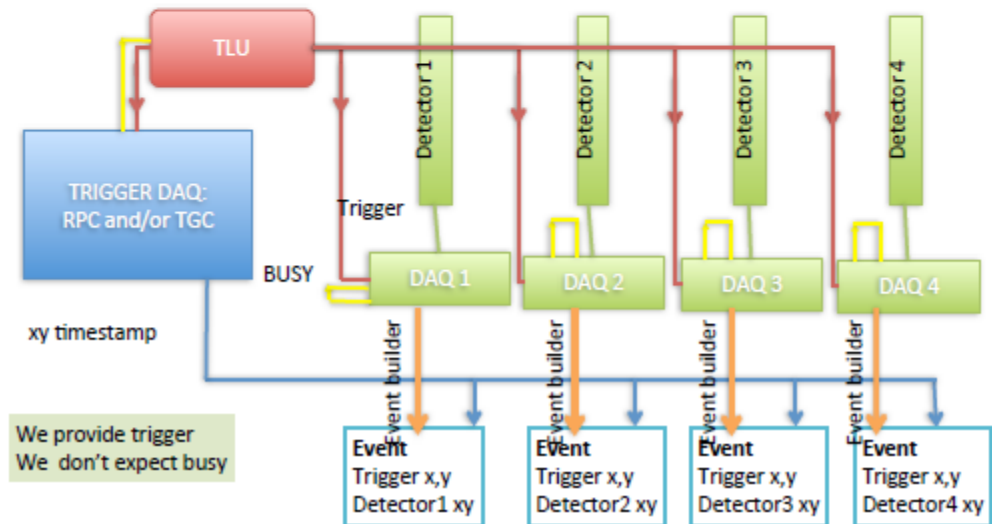 TLU
Detector 1
Detector 2
Detector 3
Detector 4
TRIGGER DAQ:
RPC and/or TGC
Trigger
BUSY
DAQ 1
DAQ 2
DAQ 3
DAQ 4
xy timestamp
Event builder
Event builder
Event builder
Event builder
We provide trigger
We don't expect busy
Event
Trigger x,y
Detector1 xy
Event
Trigger x,y
Detector2 xy
Event
Trigger x,y
Detector3 xy
Event
Trigger x,y
Detector4 xy